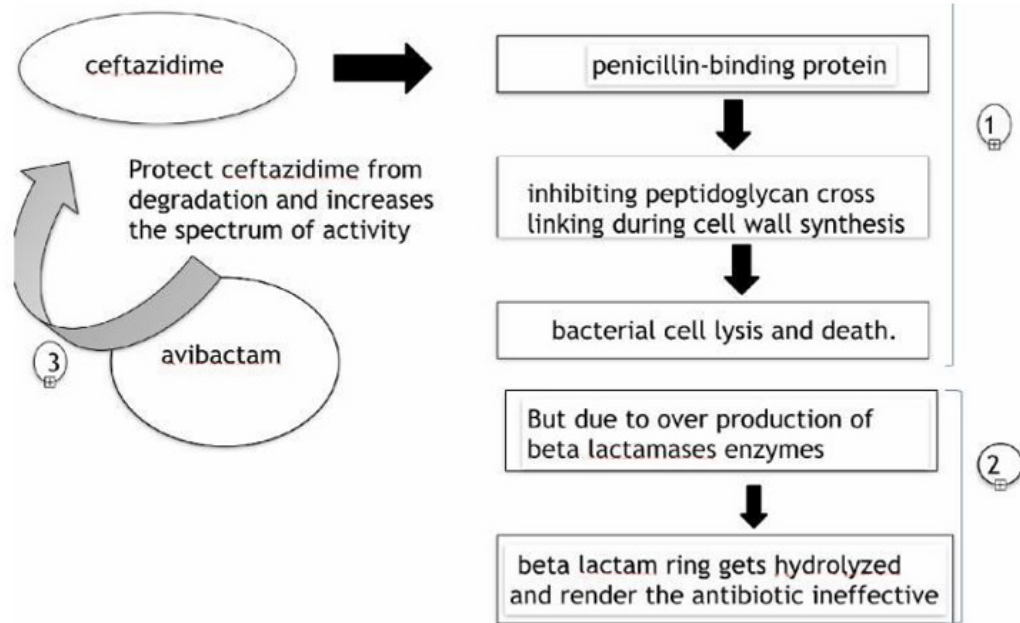 ceftazidime
penicillin-binding protein
1
Protect ceftazidime from
degradation and increases
the spectrum of activity
inhibiting peptidoglycan cross
linking during cell wall synthesis
bacterial cell lysis and death.
avibactam
3
But due to over production of
beta lactamases enzymes
2
beta lactam ring gets hydrolyzed
and render the antibiotic ineffective